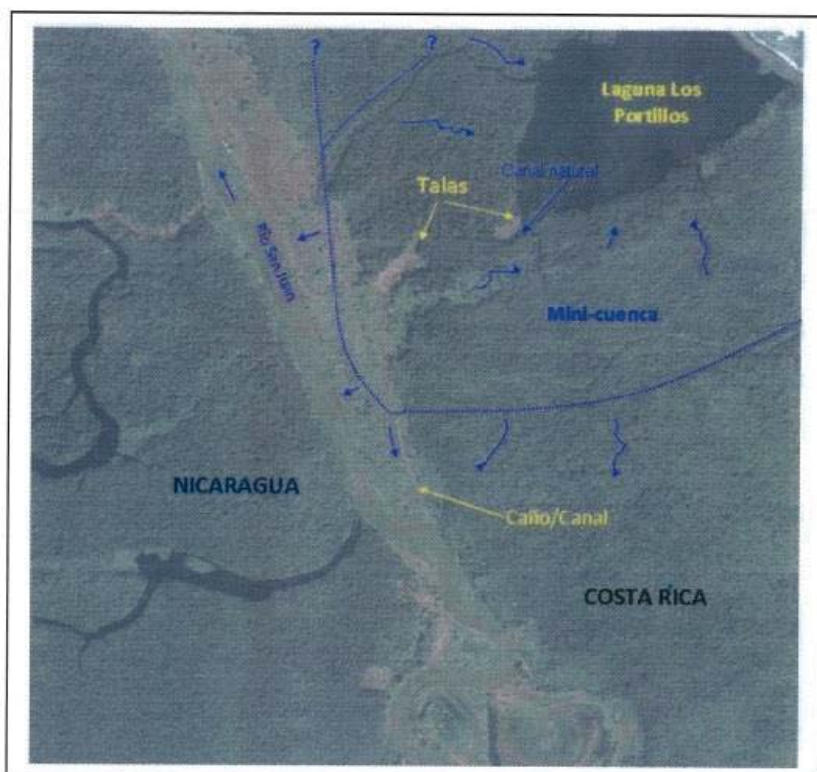 ?
?
Laguna Los
Portillos
Talas
Canal natural
Río San Juan
Mini-cuenca
NICARAGUA
Caño/Canal
COSTA RICA